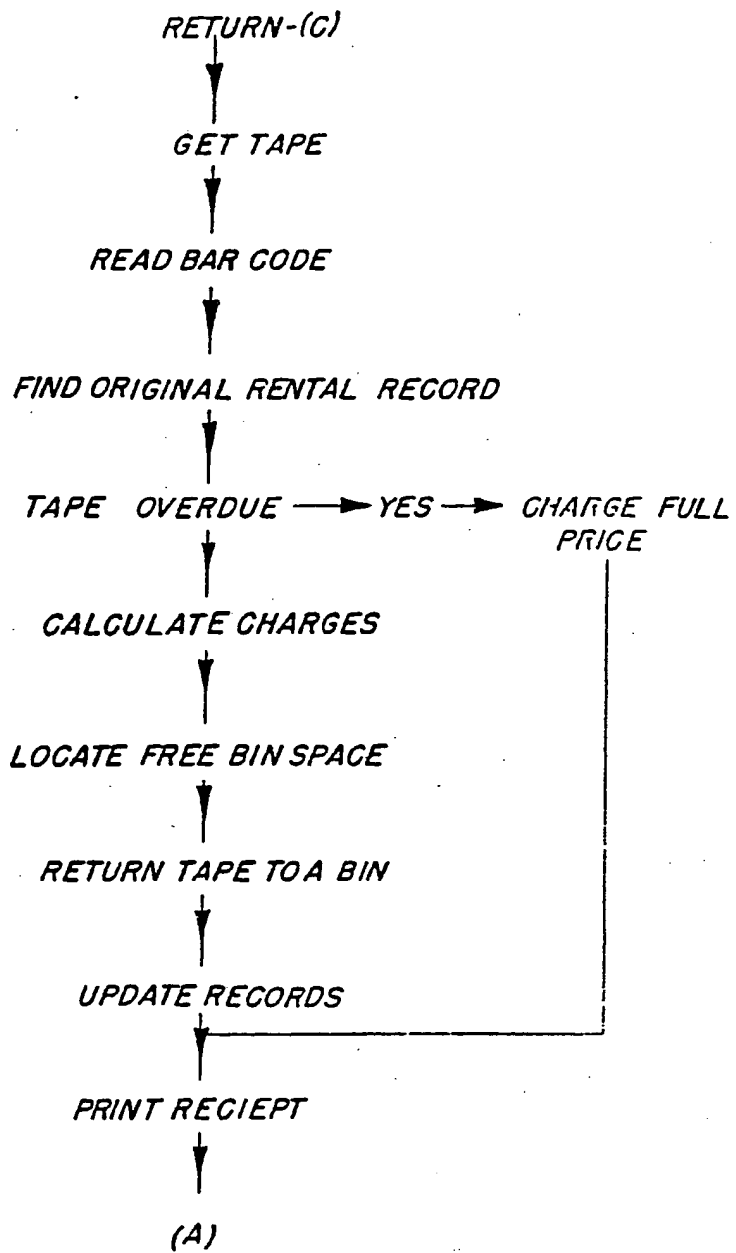 RETURN-(C)
GET TAPE
READ BAR CODE
FIND ORIGINAL RENTAL RECORD
TAPE OVERDUE YES CHARGE FULL
PRICE
CALCULATE CHARGES
LOCATE FREE BIN SPACE
RETURN TAPE TO A BIN
UPDATE RECORDS
PRINT RECIEPT
(A)